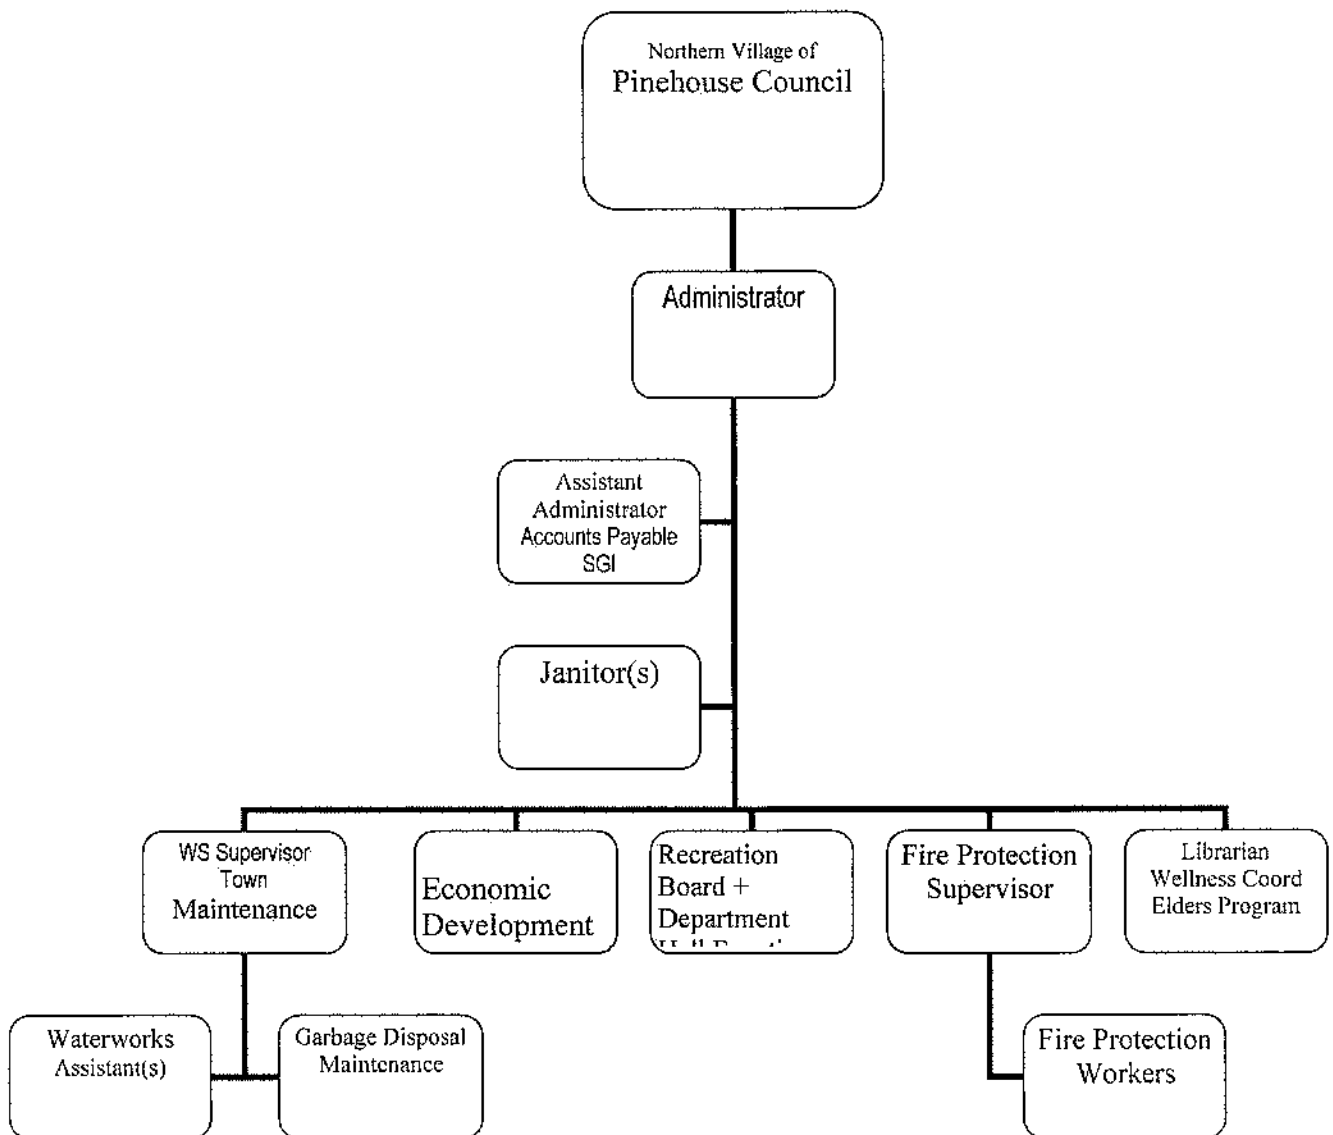 Northern Village of
Pinehouse Council
Administrator
Assistant
Administrator
Accounts Payable
SGI
Janitor(s)
WS Supervisor
Town
Maintenance
Economic
Development
Recreation
Board +
Department
Fire Protection
Supervisor
Librarian
Wellness Coord
Elders Program
Waterworks
Assistant(s)
Garbage Disposal
Maintenance
Fire Protection
Workers